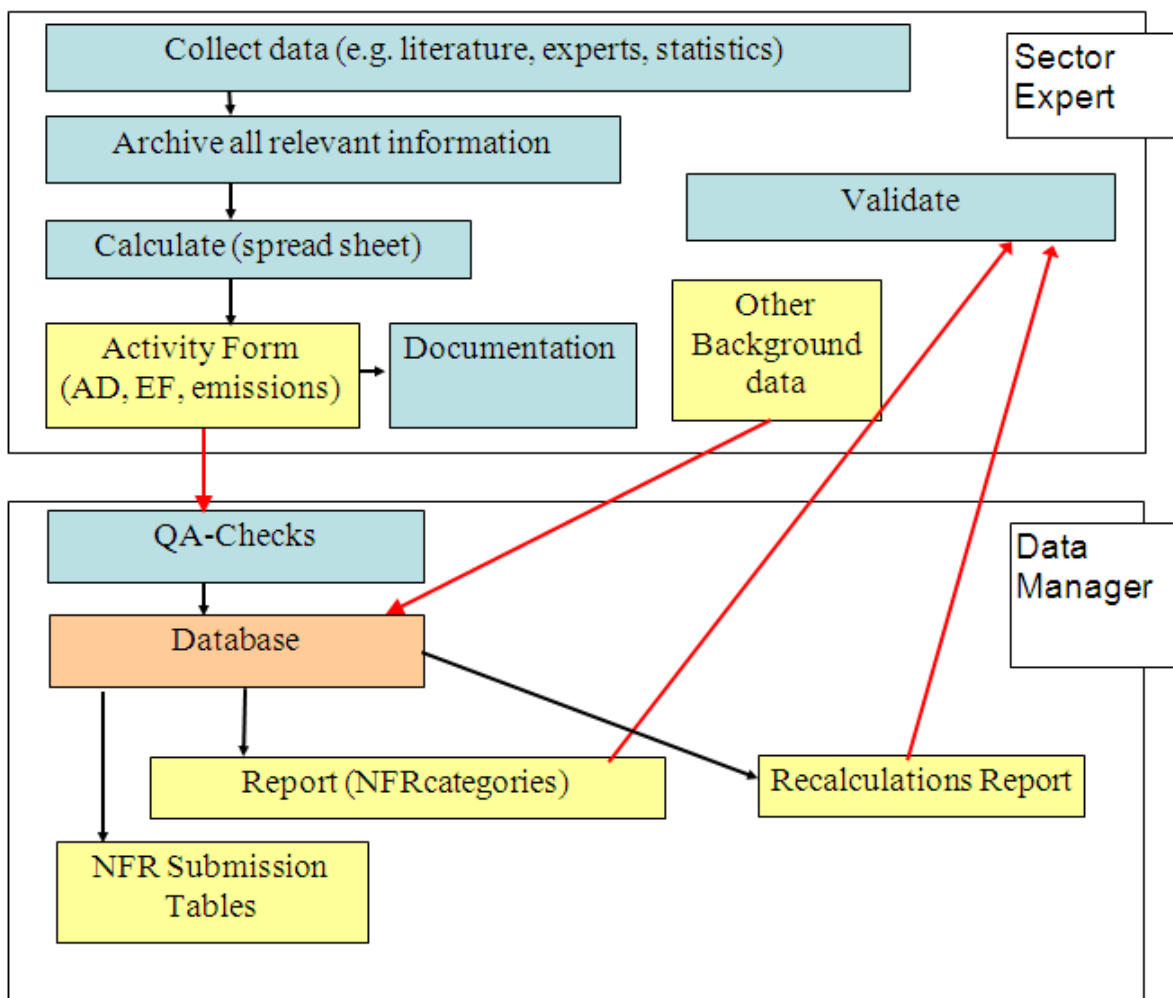 Collect data (e.g. literature, experts, statistics)
Sector
Expert
Archive all relevant information
Validate
Calculate (spread sheet)
Other
Background
data
Activity Form
(AD, EF, emissions)
Documentation
QA-Checks
Data
Manager
Database
Report (NFRcategories)
Recalculations Report
NFR Submission
Tables